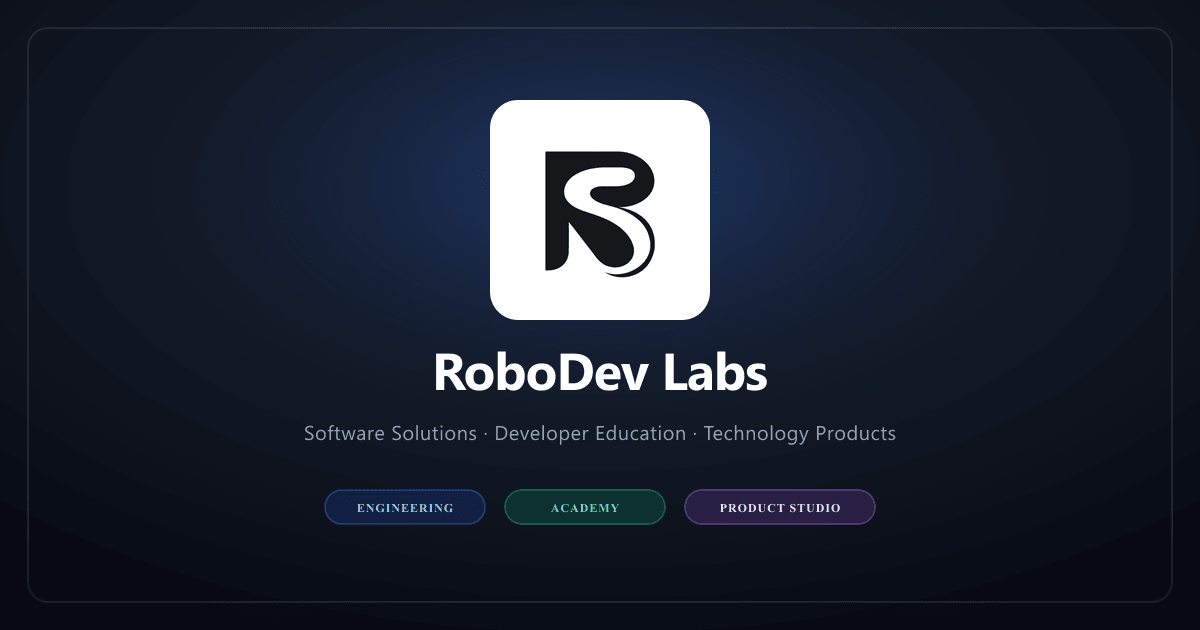 RoboDev Labs
Software Solutions · Developer Education · Technology Products
ENGINEERING
ACADEMY
PRODUCT STUDIO